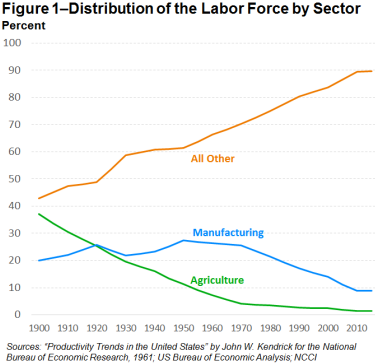 Figure 1–Distribution of the Labor Force by Sector
Percent
100
90
80
70
60
50
40
30
20
10
0
All Other
Manufacturing
Agriculture
1900 1910 1920 1930 1940 1950 1960 1970 1980 1990 2000 2010
Sources: “Productivity Trends in the United States” by John W. Kendrick for the National
Bureau of Economic Research, 1961; US Bureau of Economic Analysis; NCCI